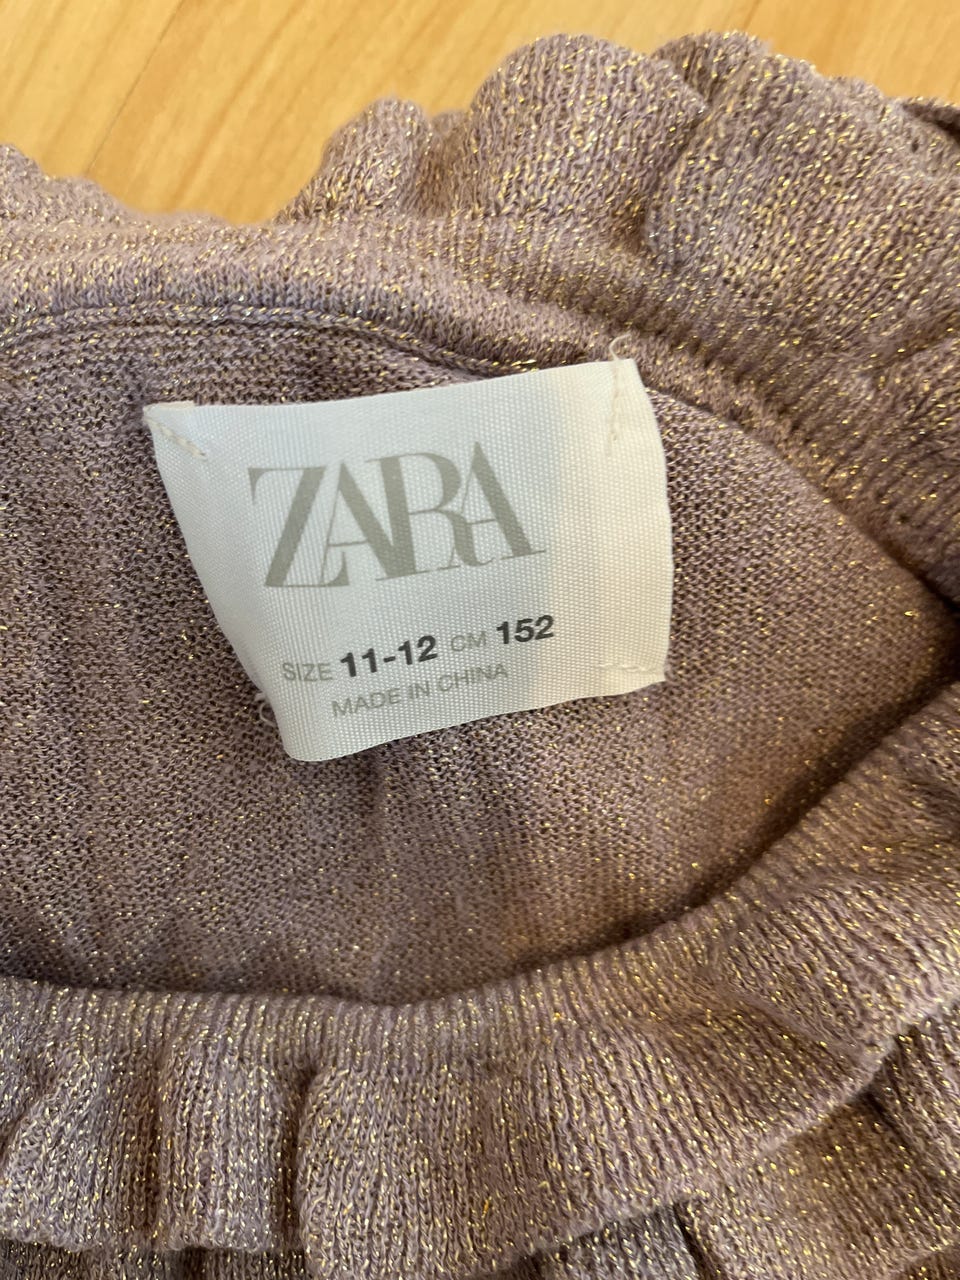 ZARA
SIZE 11-12 CM 152
MADE IN CHINA